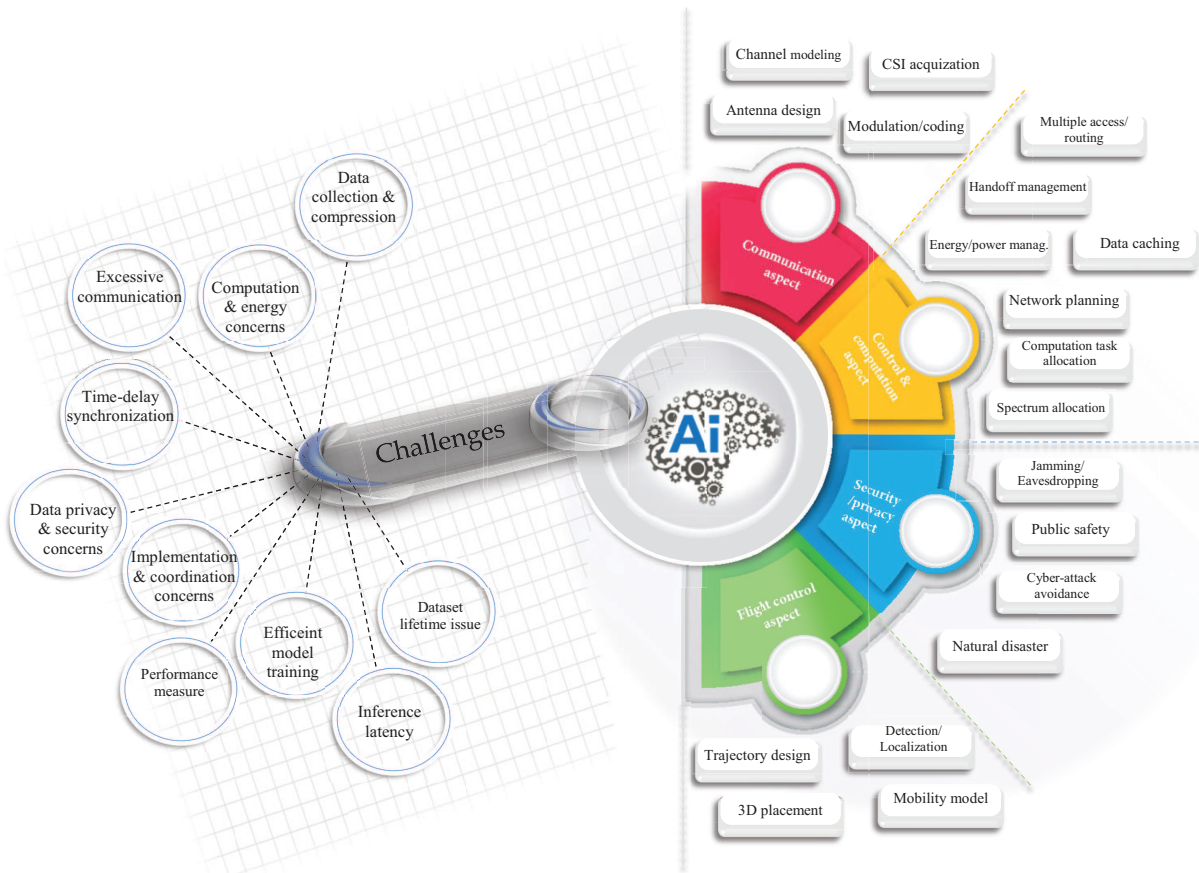 Data
collection &
compression
Excessive
communication
Computation
& energy
concerns
Time-delay
synchronization
Data privacy
& security
concerns
Implementation
& coordination
concerns
Performance
measure
Efficeint
model
training
Inference
latency
Dataset
lifetime issue
Challenges
Ai
Communication
aspect
Control &
computation
aspect
Security
/privacy
aspect
Flight control
aspect
Channel modeling
CSI acquization
Antenna design
Modulation/coding
Multiple access/
routing
Handoff management
Energy/power manag.
Data caching
Network planning
Computation task
allocation
Spectrum allocation
Jamming/
Eavesdropping
Public safety
Cyber-attack
avoidance
Natural disaster
Detection/
Localization
Trajectory design
Mobility model
3D placement